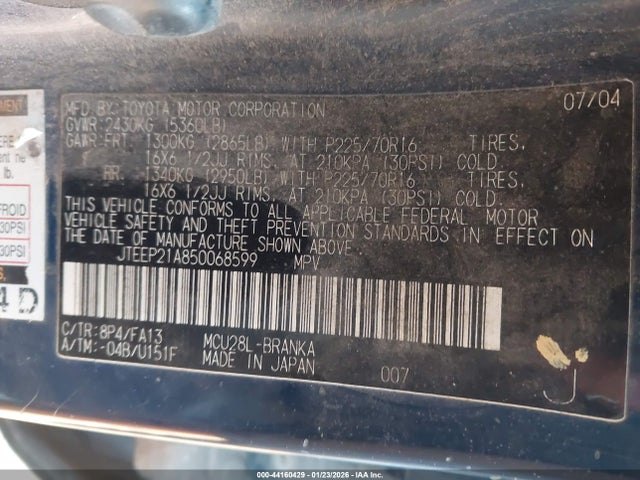 MFD. BY: TOYOTA MOTOR CORPORATION 07/04
GVWR: 2430KG (5360LB)
GAWR: FRT. 1300KG (2865LB) WITH P225/70R16 TIRES,
16X6 1/2JJ RIMS, AT 210KPA (30PSI) COLD
RR. 1340KG (2950LB) WITH P225/70R16 TIRES,
16X6 1/2JJ RIMS, AT 210KPA (30PSI) COLD
THIS VEHICLE CONFORMS TO ALL APPLICABLE FEDERAL MOTOR
VEHICLE SAFETY AND THEFT PREVENTION STANDARDS IN EFFECT ON
THE DATE OF MANUFACTURE SHOWN ABOVE.
JTEEP21A850068599 MPV
C/TR: 8P4/FA13 MCU28L-BRANKA
A/TM: -04B/U151F MADE IN JAPAN 007
J
lb.
30PSI
30PSI
4D
000-44160429 - 01/23/2026 - IAA Inc.